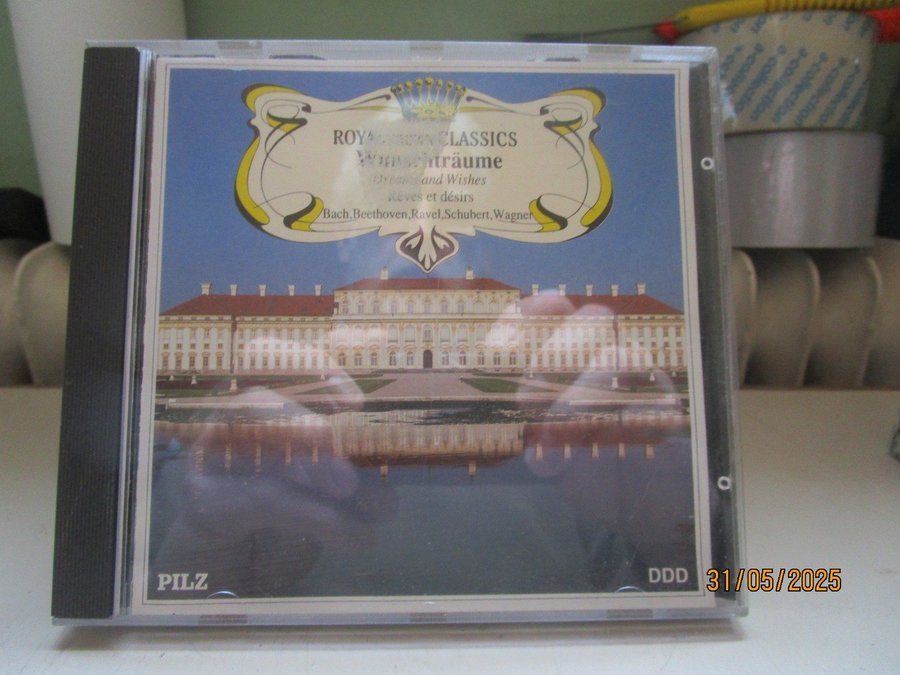 ROYAL CLASSICS
Wunschträume
Dreams and Wishes
Rêves et désirs
Bach,Beethoven,Ravel,Schubert,Wagner
PILZ
DDD
31/05/2025